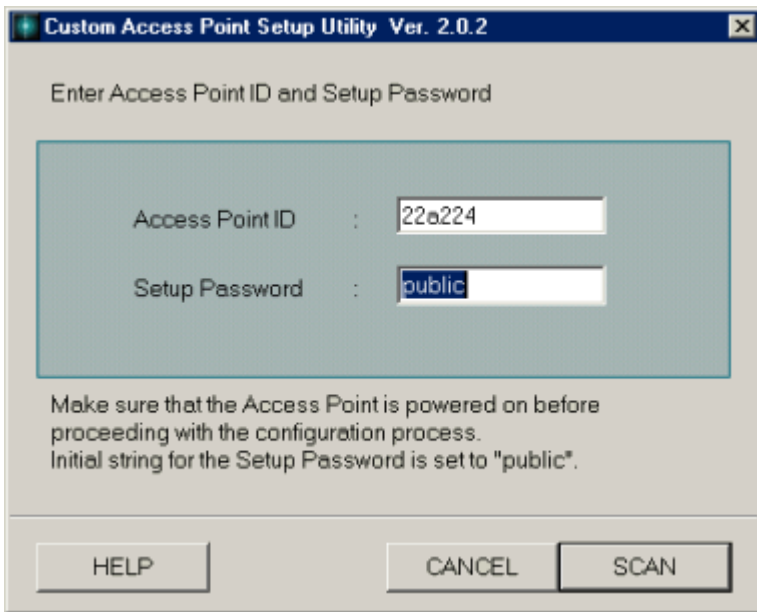 Custom Access Point Setup Utility Ver. 2.0.2
Enter Access Point ID and Setup Password
Access Point ID : 22a224
Setup Password : public
Make sure that the Access Point is powered on before
proceeding with the configuration process.
Initial string for the Setup Password is set to "public".
HELP CANCEL SCAN